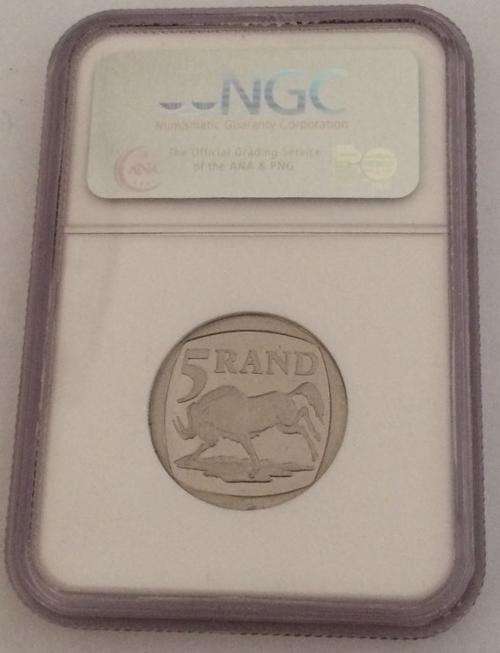 NGC
Numismatic Guaranty Corporation
The Official Grading Service
of the ANA & PNG
5 RAND